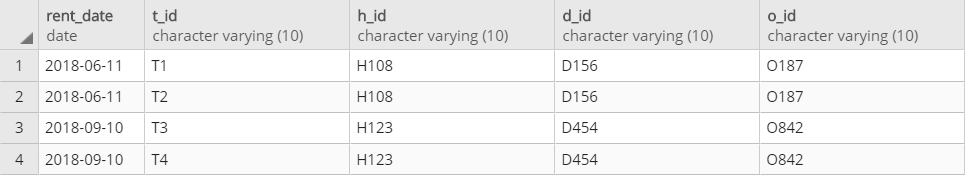 rent_date t_id h_id d_id o_id
date character varying (10) character varying (10) character varying (10) character varying (10)
1 2018-06-11 T1 H108 D156 O187
2 2018-06-11 T2 H108 D156 O187
3 2018-09-10 T3 H123 D454 O842
4 2018-09-10 T4 H123 D454 O842